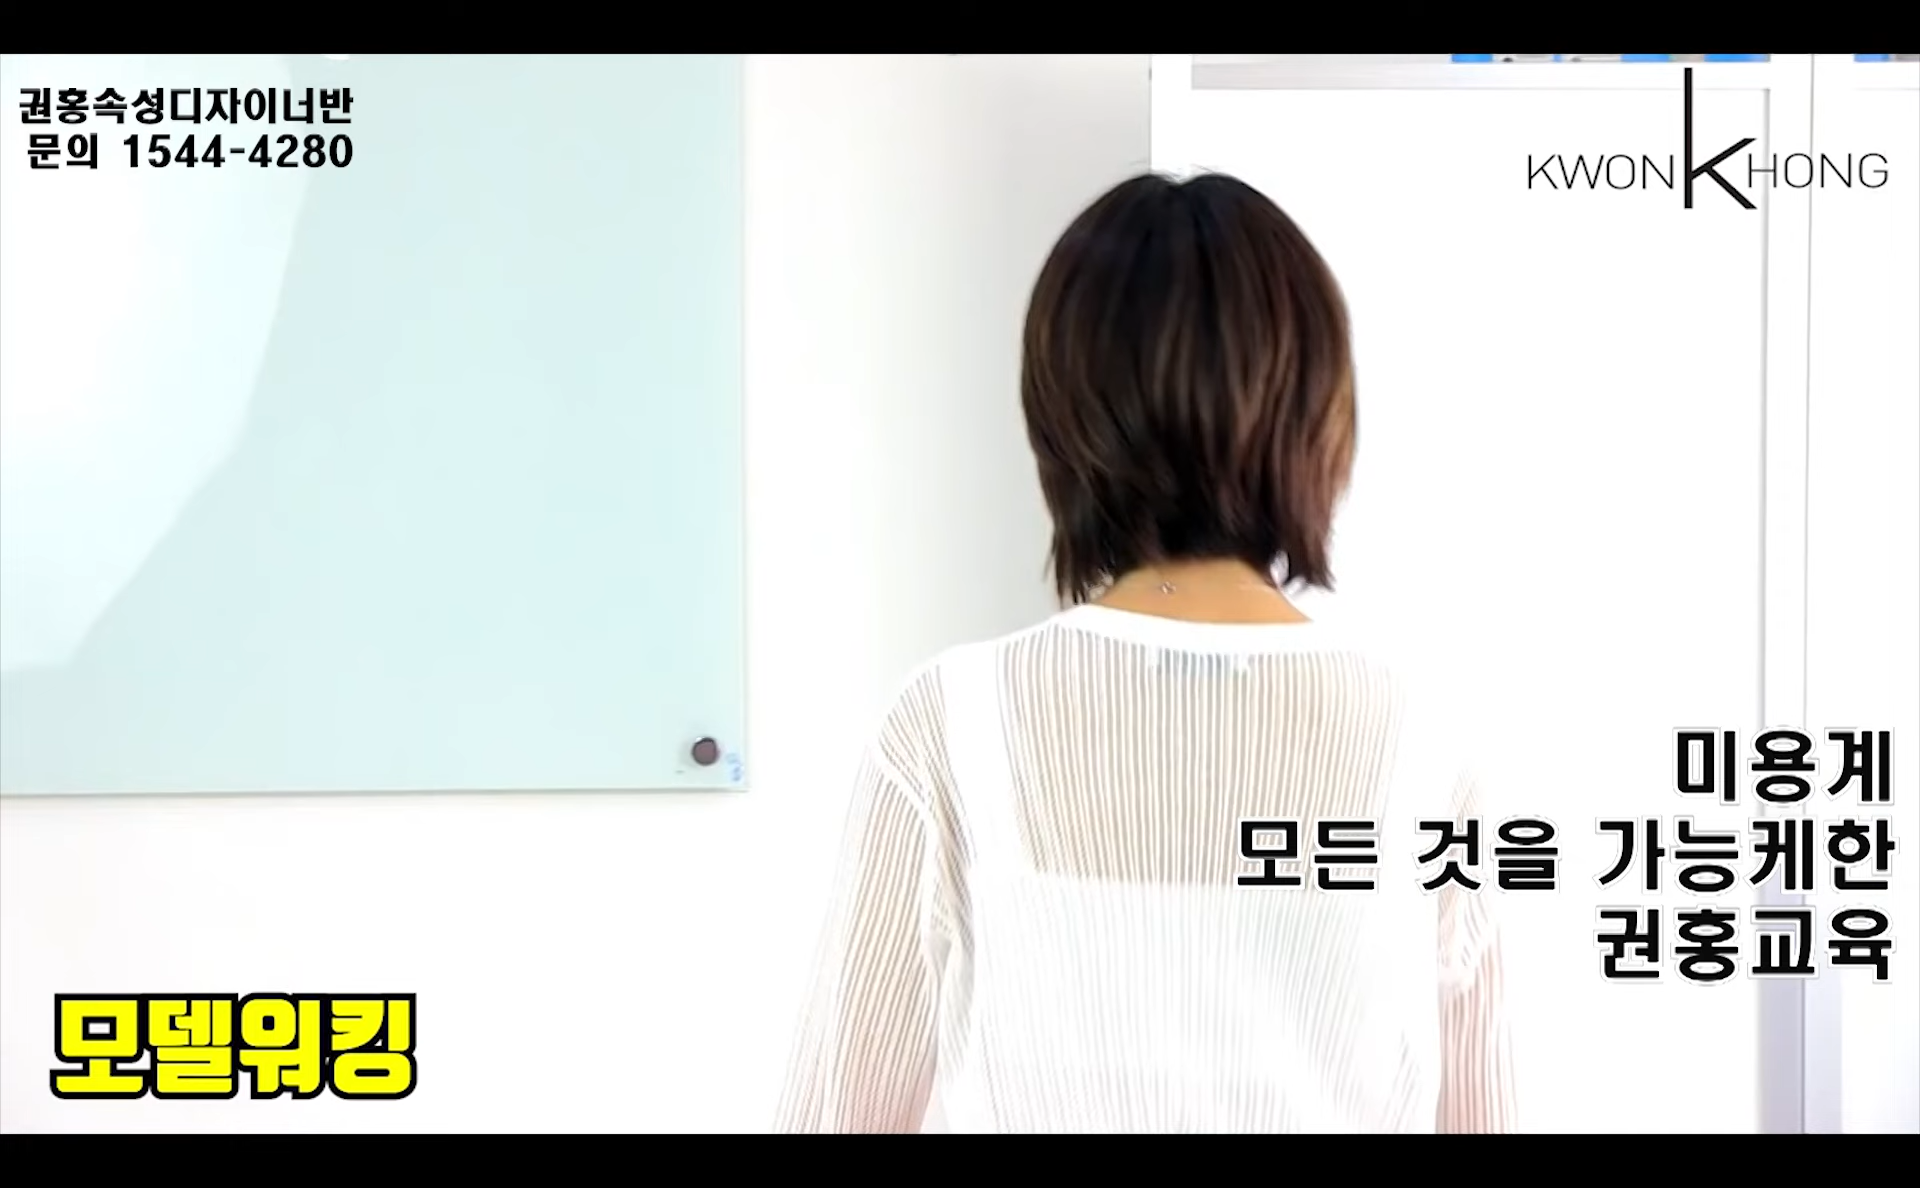 권홍속성디자이너반
문의 1544-4280
KWON K HONG
미용계
모든 것을 가능케한
권홍교육
모델워킹